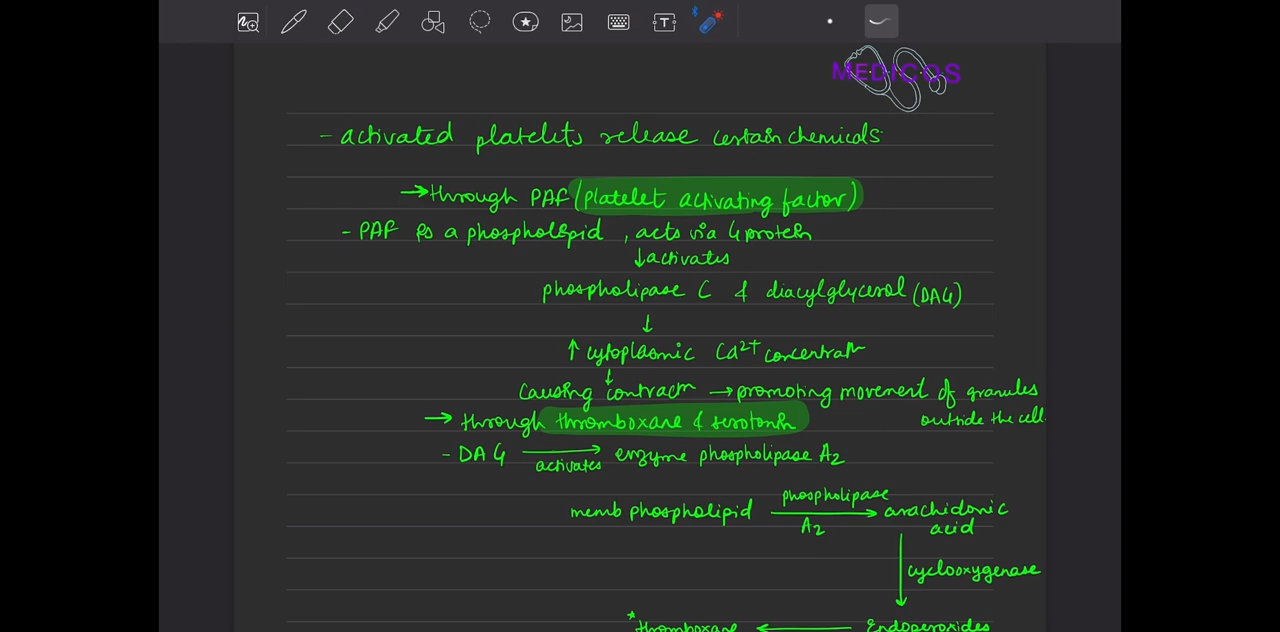 MEDICOS
- activated platelets release certain chemicals.
→ through PAF (platelet activating factor)
- PAF is a phospholipid, acts via G protein
↓ activates
phospholipase C & diacylglycerol (DAG)
↓
↑ cytoplasmic Ca2+ concentratn
↓
causing contractn → promoting movement of granules
outside the cell.
→ through thromboxane & serotonin
- DAG → activates enzyme phospholipase A2
memb phospholipid → phospholipase A2 arachidonic
acid
↓ cyclooxygenase
*thromboxane ← Endoperoxides